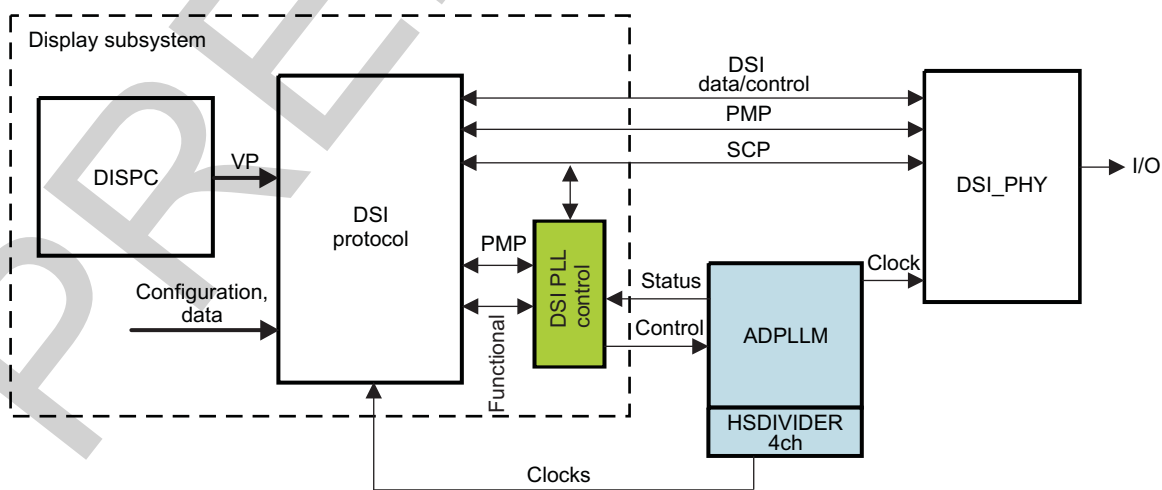 Display subsystem
DSI
data/control
PMP
SCP
VP
DISPC
DSI
protocol
DSI_PHY
I/O
PMP
DSI PLL
control
Clock
Configuration,
data
Status
Functional
Control
ADPLLM
HSDIVIDER
4ch
Clocks
PRE